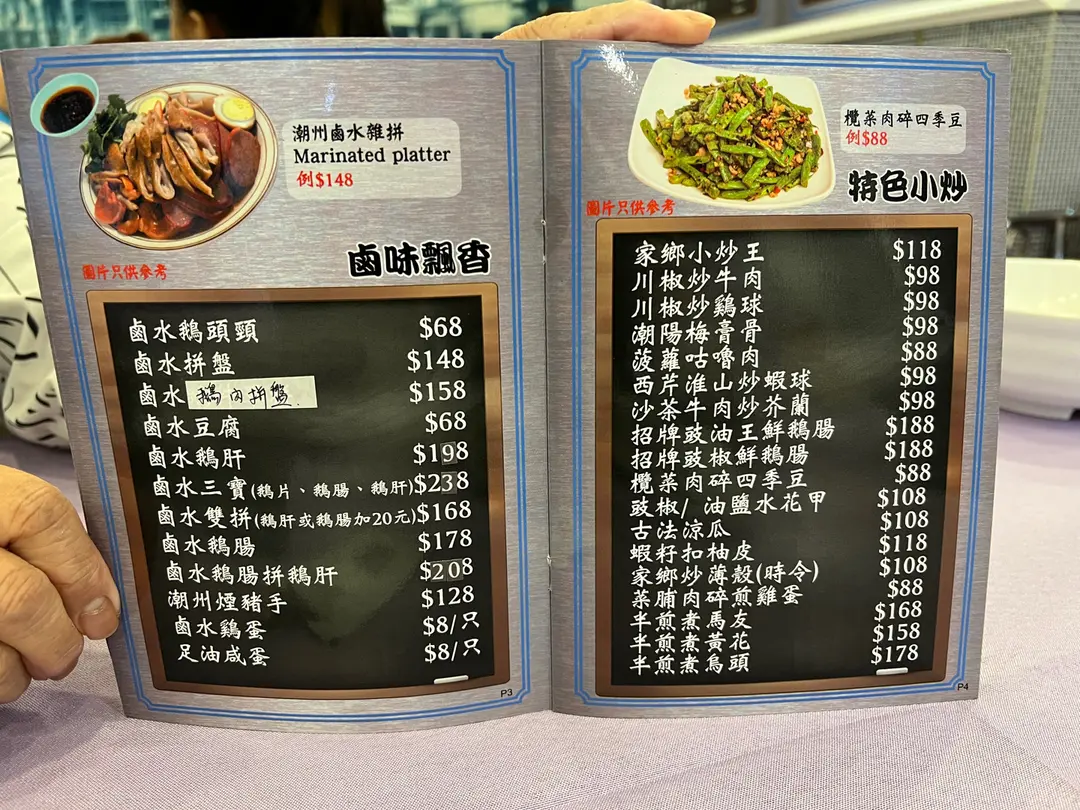 潮州鹵水雜拼
Marinated platter
例$148
圖片只供參考
鹵味飄香
鹵水鵝頭頸 $68
鹵水拼盤 $148
鹵水鵝肉拼盤. $158
鹵水豆腐 $68
鹵水鵝肝 $198
鹵水三寶(鵝片、鵝腸、鵝肝) $238
鹵水雙拼(鵝肝或鵝腸加20元) $168
鹵水鵝腸 $178
鹵水鵝腸拼鵝肝 $208
潮州煙豬手 $128
鹵水鷄蛋 $8/只
足油咸蛋 $8/只
P3
欖菜肉碎四季豆
例$88
圖片只供參考
特色小炒
家鄉小炒王 $118
川椒炒牛肉 $98
川椒炒鷄球 $98
潮陽梅膏骨 $98
菠蘿咕嚕肉 $88
西芹淮山炒蝦球 $98
沙茶牛肉炒芥蘭 $98
招牌豉油王鮮鵝腸 $188
招牌豉椒鮮鵝腸 $188
欖菜肉碎四季豆 $88
豉椒/ 油鹽水花甲 $108
古法涼瓜 $108
蝦籽扣柚皮 $118
家鄉炒薄殼(時令) $108
菜脯肉碎煎雞蛋 $88
半煎煮馬友 $168
半煎煮黃花 $158
半煎煮烏頭 $178
P4